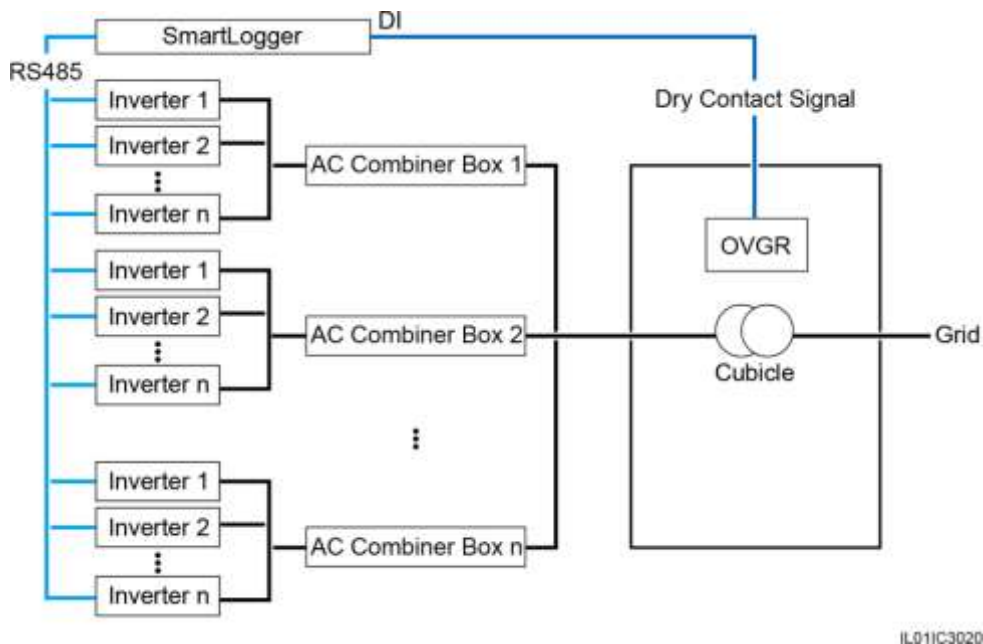 DI
SmartLogger
RS485
Inverter 1
Dry Contact Signal
Inverter 2
AC Combiner Box 1
Inverter n
OVGR
Inverter 1
Inverter 2
AC Combiner Box 2
Grid
Cubicle
Inverter n
Inverter 1
Inverter 2
AC Combiner Box n
Inverter n
IL01IC3020